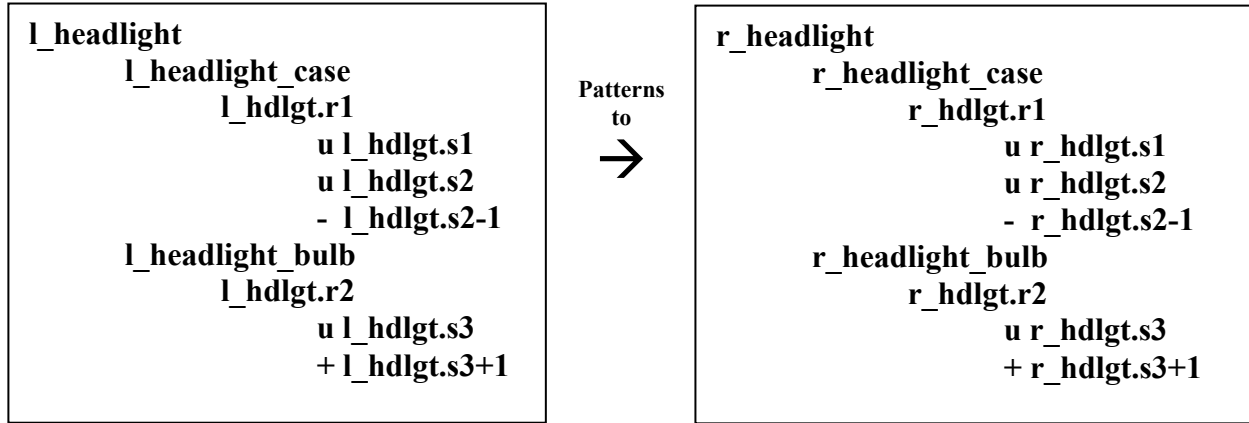 l_headlight
l_headlight_case
l_hdlgt.r1
u l_hdlgt.s1
u l_hdlgt.s2
- l_hdlgt.s2-1
l_headlight_bulb
l_hdlgt.r2
u l_hdlgt.s3
+ l_hdlgt.s3+1
Patterns
to
→
r_headlight
r_headlight_case
r_hdlgt.r1
u r_hdlgt.s1
u r_hdlgt.s2
- r_hdlgt.s2-1
r_headlight_bulb
r_hdlgt.r2
u r_hdlgt.s3
+ r_hdlgt.s3+1